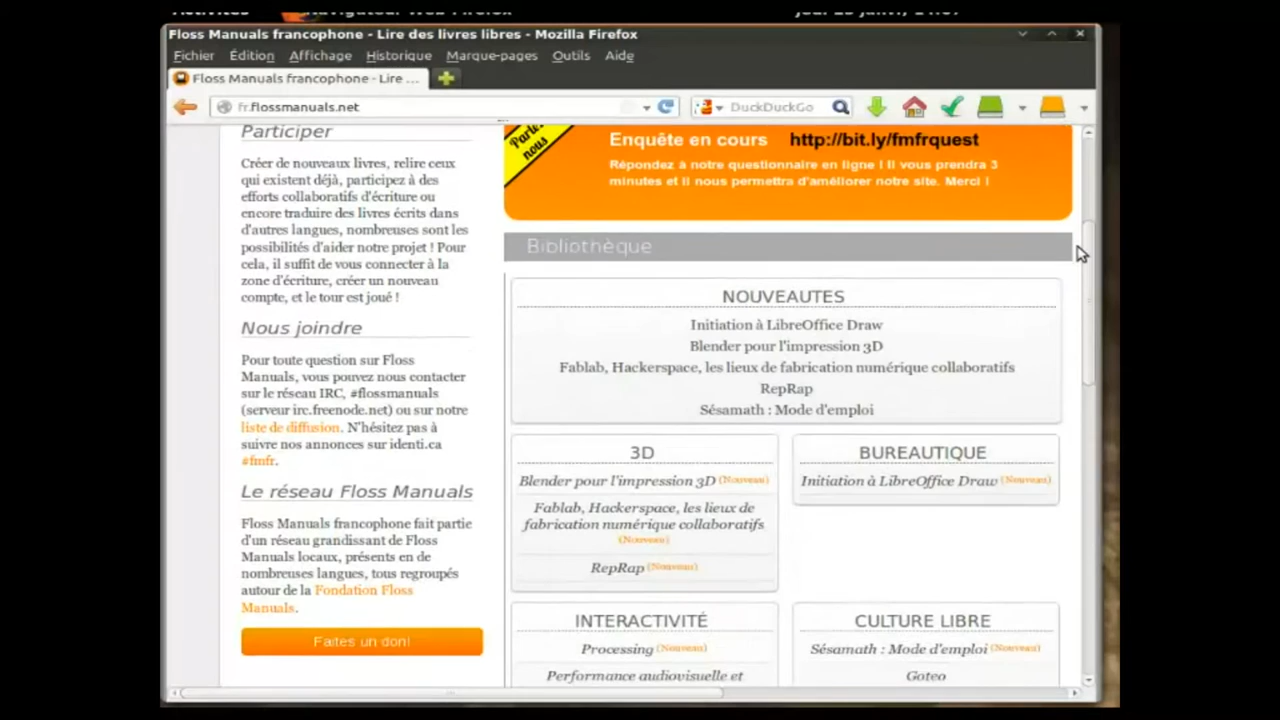 Floss Manuals francophone - Lire des livres libres - Mozilla Firefox
Fichier Édition Affichage Historique Marque-pages Outils Aide
Floss Manuals francophone - Lire ...
fr.flossmanuals.net
DuckDuckGo
Participer
Créer de nouveaux livres, relire ceux
qui existent déjà, participez à des
efforts collaboratifs d'écriture ou
encore traduire des livres écrits dans
d'autres langues, nombreuses sont les
possibilités d'aider notre projet ! Pour
cela, il suffit de vous connecter à la
zone d'écriture, créer un nouveau
compte, et le tour est joué !
Nous joindre
Pour toute question sur Floss
Manuals, vous pouvez nous contacter
sur le réseau IRC, #flossmanuals
(serveur irc.freenode.net) ou sur notre
liste de diffusion. N'hésitez pas à
suivre nos annonces sur identi.ca
#fmfr.
Le réseau Floss Manuals
Floss Manuals francophone fait partie
d'un réseau grandissant de Floss
Manuals locaux, présents en de
nombreuses langues, tous regroupés
autour de la Fondation Floss
Manuals.
Faites un don!
Parlez
nous
Enquête en cours http://bit.ly/fmfrquest
Répondez à notre questionnaire en ligne ! Il vous prendra 3
minutes et il nous permettra d'améliorer notre site. Merci !
Bibliothèque
NOUVEAUTES
Initiation à LibreOffice Draw
Blender pour l'impression 3D
Fablab, Hackerspace, les lieux de fabrication numérique collaboratifs
RepRap
Sésamath : Mode d'emploi
3D
Blender pour l'impression 3D (Nouveau)
Fablab, Hackerspace, les lieux de
fabrication numérique collaboratifs
(Nouveau)
RepRap (Nouveau)
BUREAUTIQUE
Initiation à LibreOffice Draw (Nouveau)
INTERACTIVITÉ
Processing (Nouveau)
Performance audiovisuelle et
CULTURE LIBRE
Sésamath : Mode d'emploi (Nouveau)
Goteo